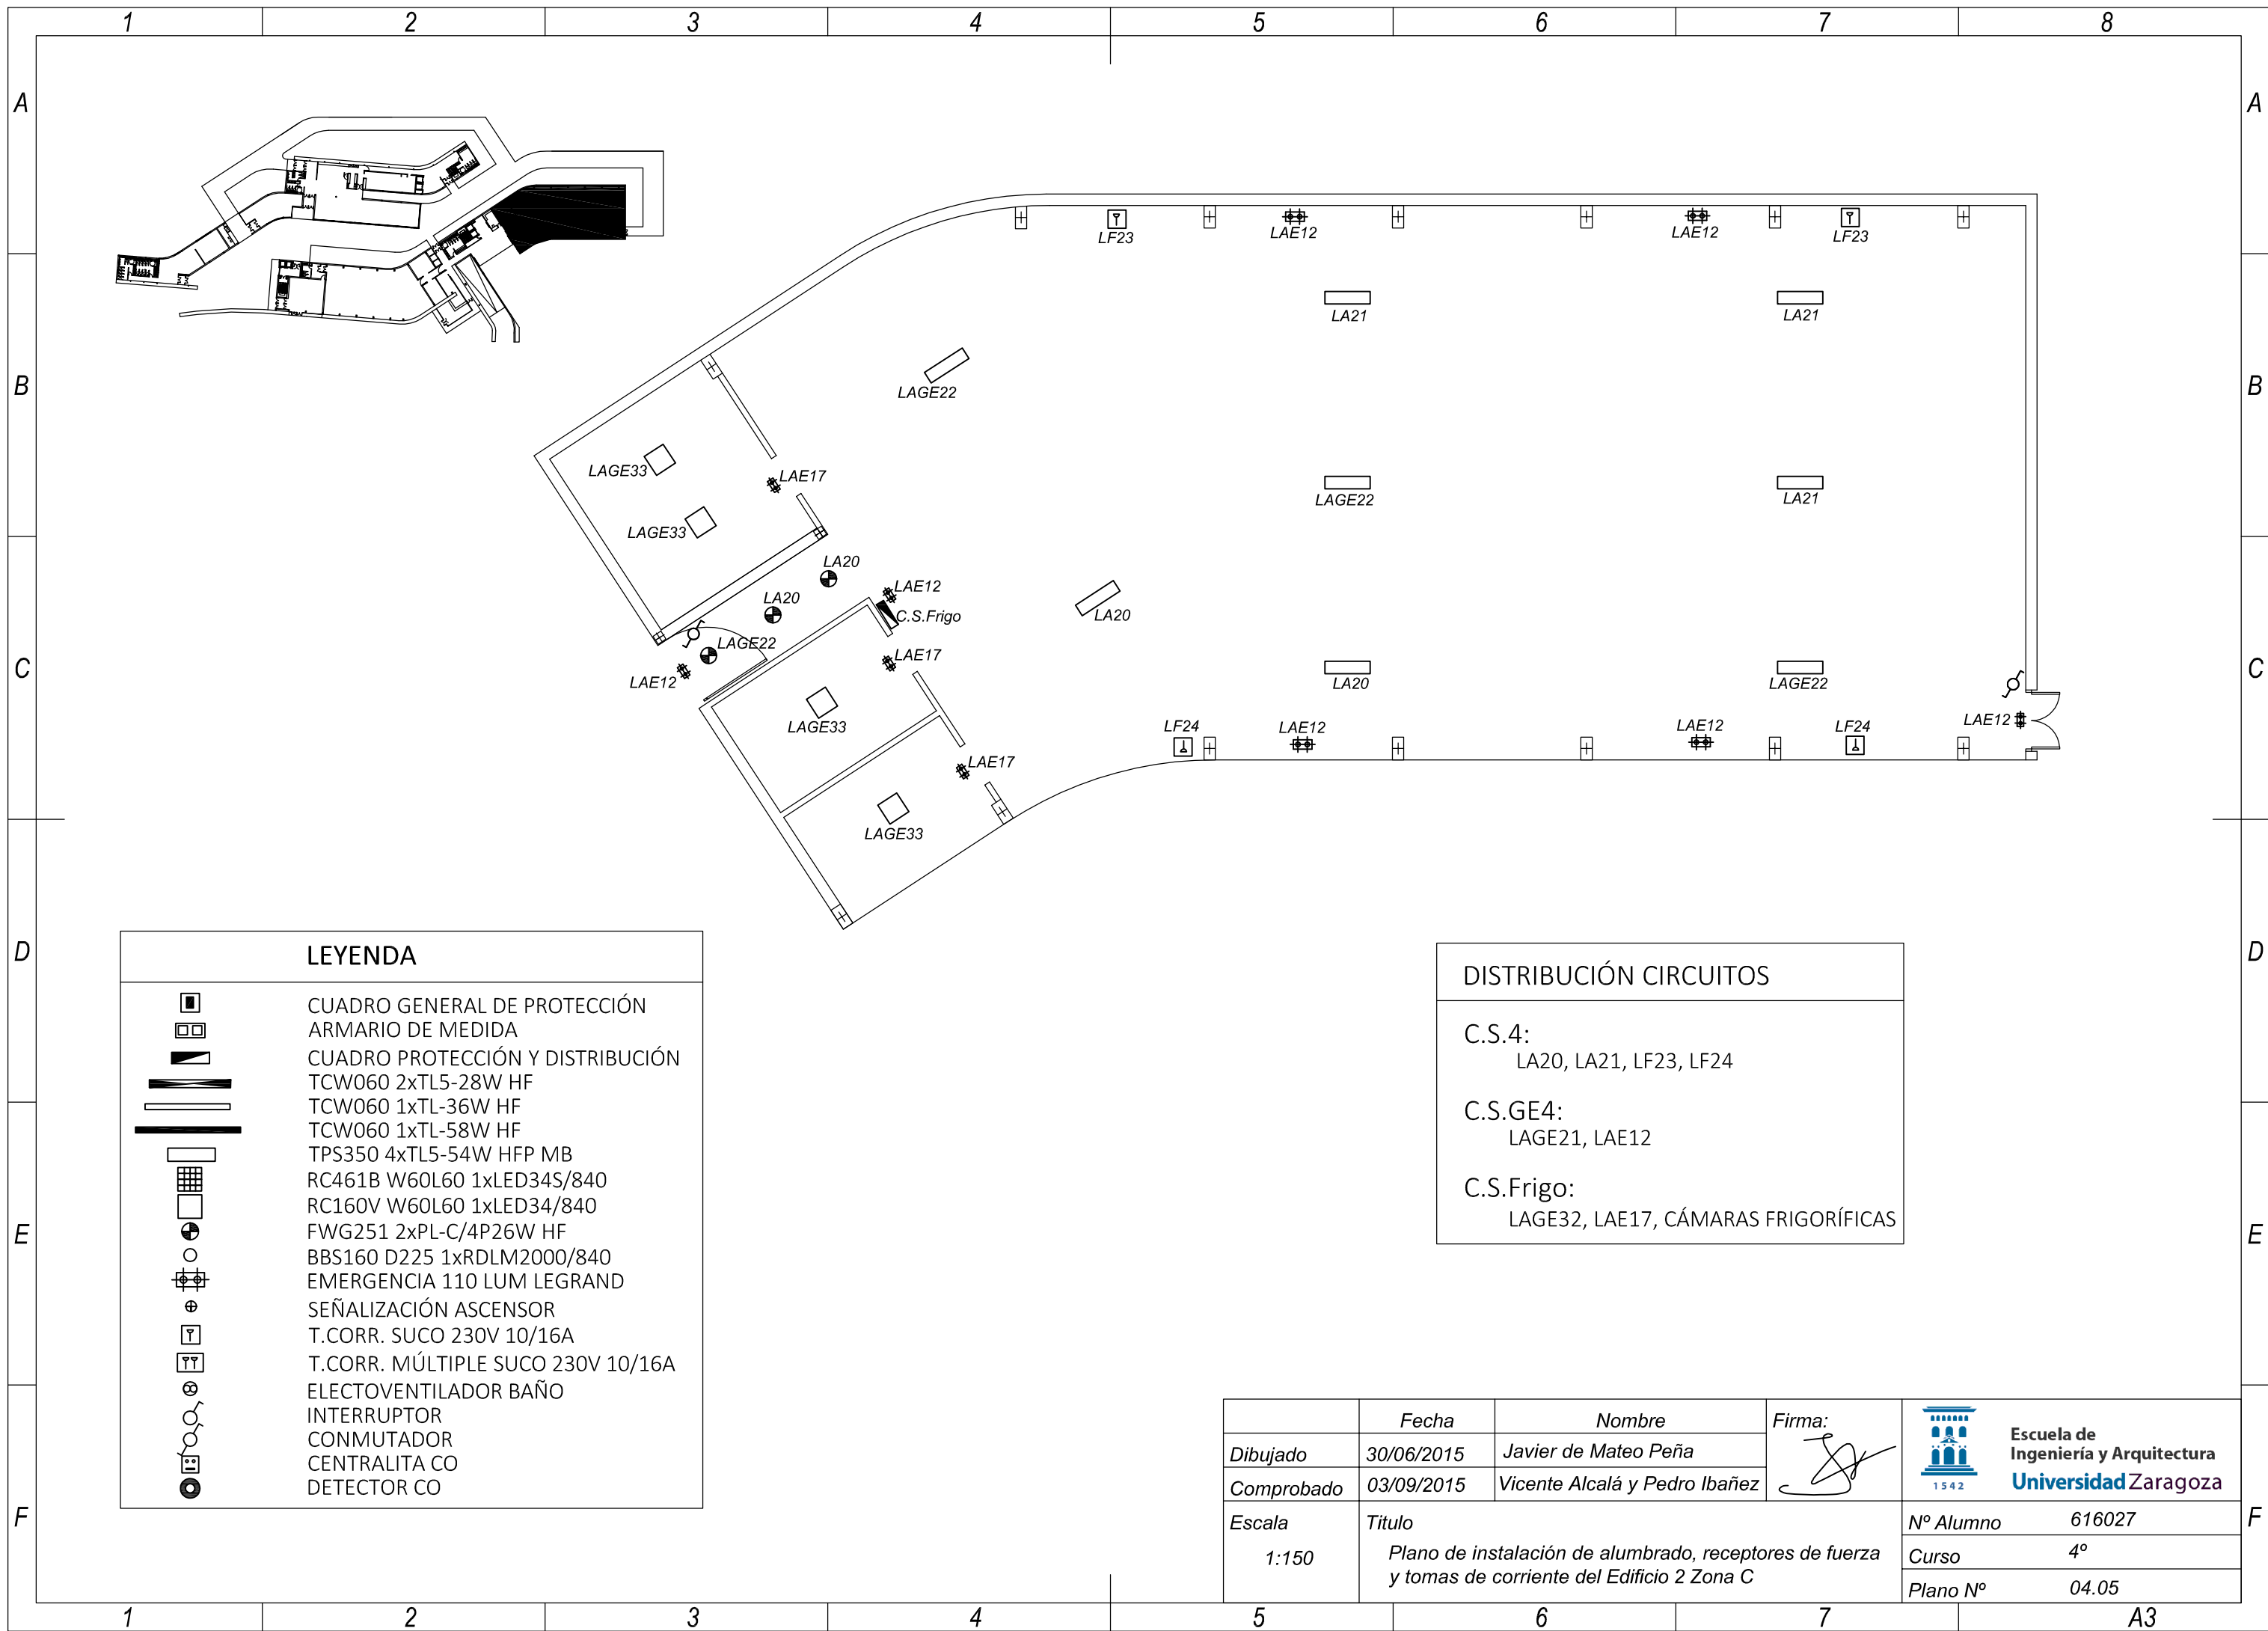 1 2 3 4 5 6 7 8
A A
B B
C C
D D
E E
F F
LF23
LAE12
LAE12
LF23
LA21
LA21
LAGE22
LAGE33
LAE17
LAGE22
LA21
LAGE33
LA20
LAE12
LA20
C.S.Frigo
LA20
LAGE22
LAE17
LAE12
LA20
LAGE22
LAGE33
LF24
LAE12
LAE12
LF24
LAE12
LAE17
LAGE33
LEYENDA
CUADRO GENERAL DE PROTECCIÓN
ARMARIO DE MEDIDA
CUADRO PROTECCIÓN Y DISTRIBUCIÓN
TCW060 2xTL5-28W HF
TCW060 1xTL-36W HF
TCW060 1xTL-58W HF
TPS350 4xTL5-54W HFP MB
RC461B W60L60 1xLED34S/840
RC160V W60L60 1xLED34/840
FWG251 2xPL-C/4P26W HF
BBS160 D225 1xRDLM2000/840
EMERGENCIA 110 LUM LEGRAND
SEÑALIZACIÓN ASCENSOR
T.CORR. SUCO 230V 10/16A
T.CORR. MÚLTIPLE SUCO 230V 10/16A
ELECTOVENTILADOR BAÑO
INTERRUPTOR
CONMUTADOR
CENTRALITA CO
DETECTOR CO
DISTRIBUCIÓN CIRCUITOS
C.S.4:
LA20, LA21, LF23, LF24
C.S.GE4:
LAGE21, LAE12
C.S.Frigo:
LAGE32, LAE17, CÁMARAS FRIGORÍFICAS
Fecha Nombre Firma:
Dibujado 30/06/2015 Javier de Mateo Peña
Comprobado 03/09/2015 Vicente Alcalá y Pedro Ibañez
1542
Escuela de
Ingeniería y Arquitectura
Universidad Zaragoza
Escala
1:150
Titulo
Plano de instalación de alumbrado, receptores de fuerza
y tomas de corriente del Edificio 2 Zona C
Nº Alumno 616027
Curso 4º
Plano Nº 04.05
1 2 3 4 5 6 7 A3